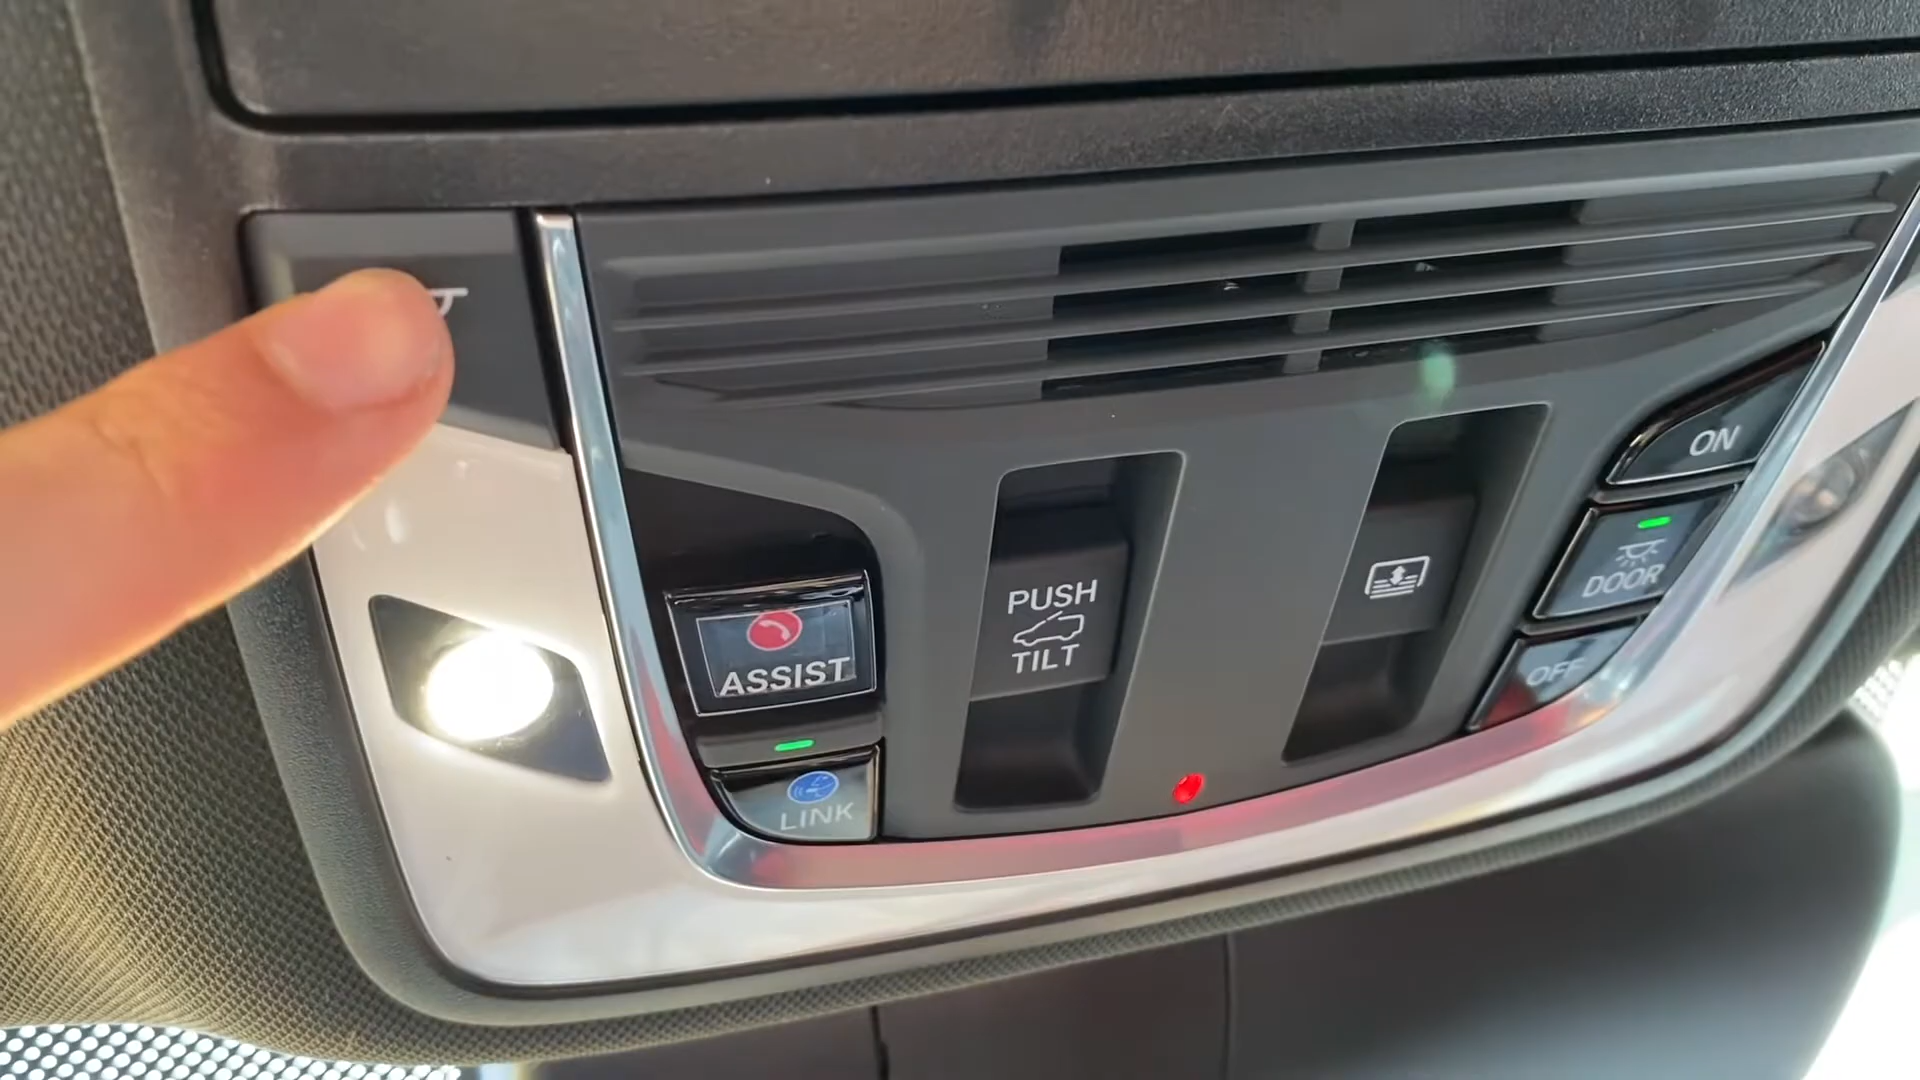 ON
DOOR
OFF
PUSH
TILT
ASSIST
LINK